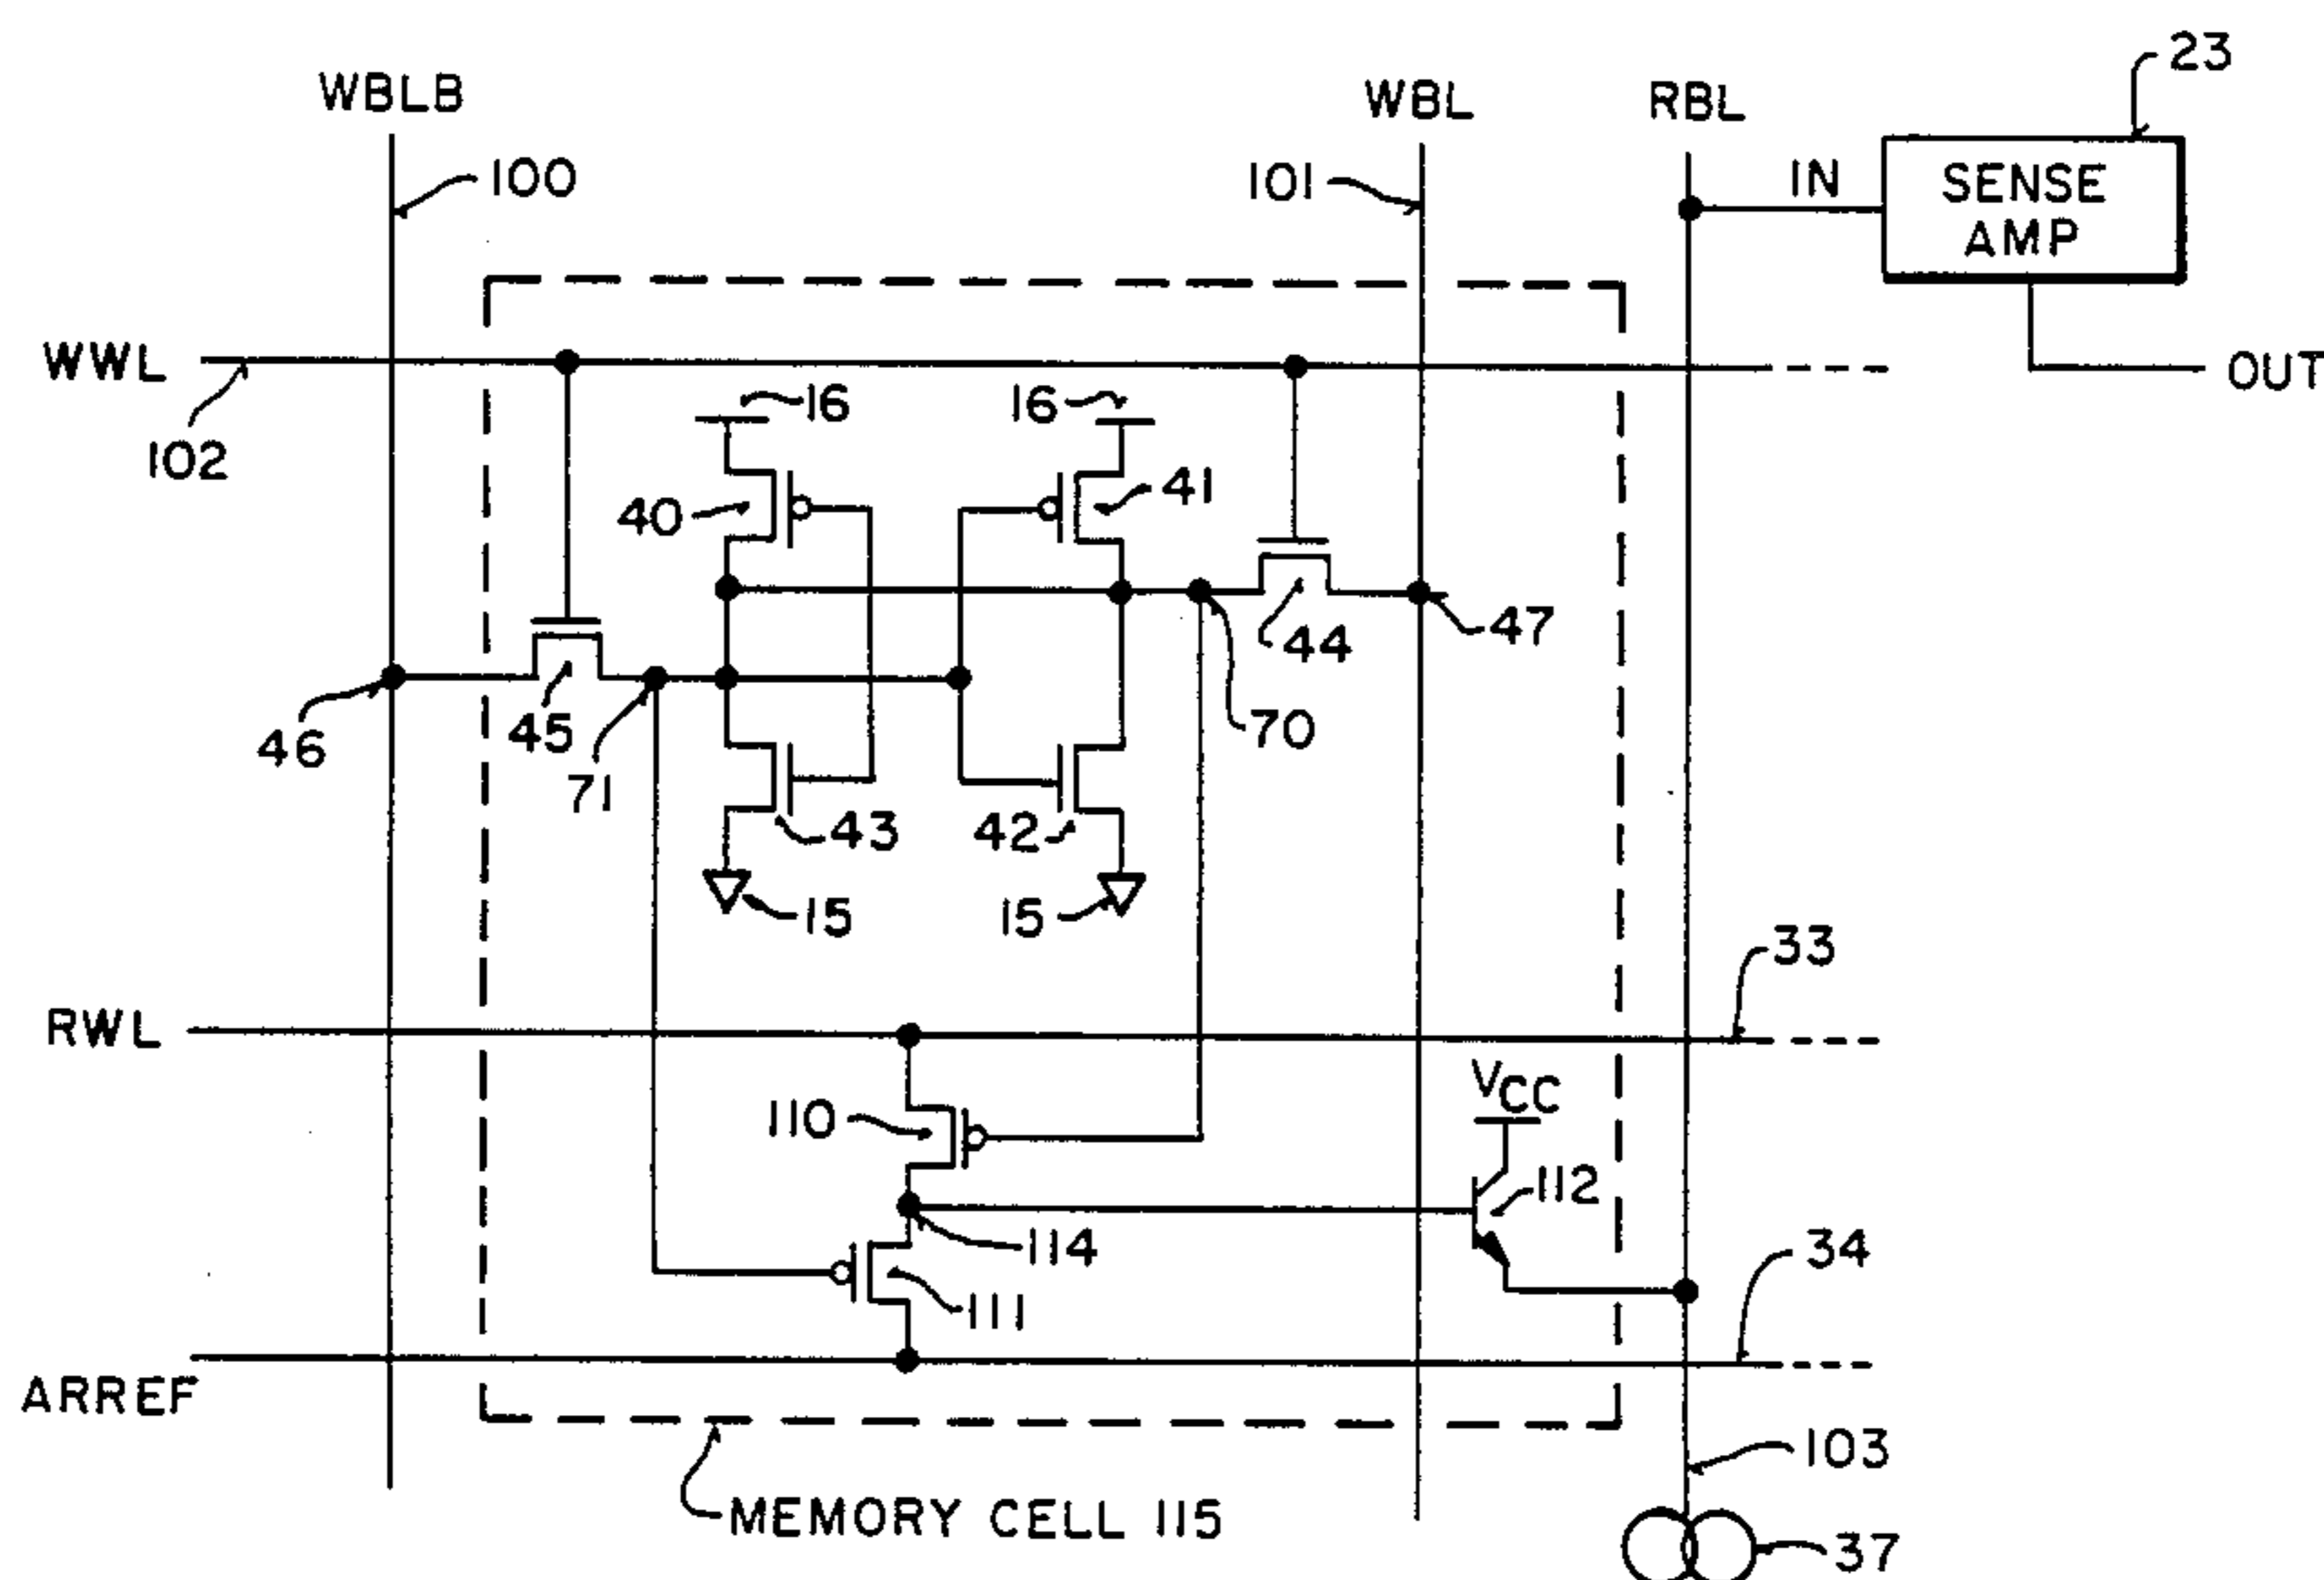 23
WBLB
WBL
RBL
100
101
IN
SENSE
AMP
WWL
OUT
102
16
16
40
41
44
47
46
45
71
70
43
42
15
15
33
RWL
VCC
110
112
114
34
111
ARREF
103
MEMORY CELL 115
37